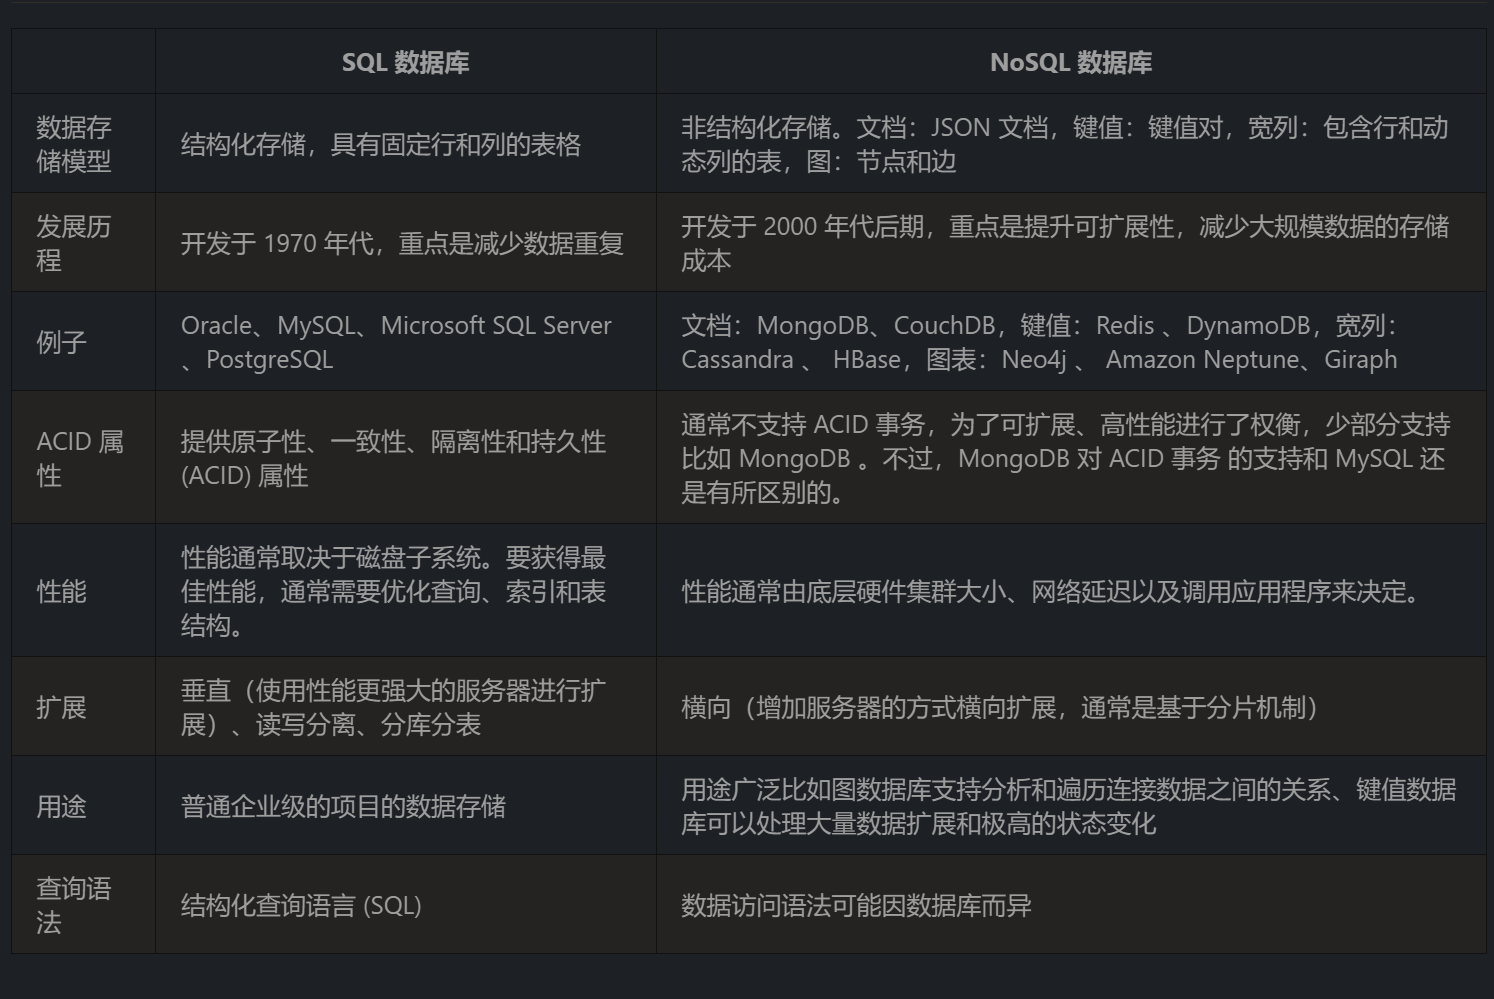 SQL 数据库
NoSQL 数据库
数据存
储模型
结构化存储，具有固定行和列的表格
非结构化存储。文档：JSON 文档，键值：键值对，宽列：包含行和动
态列的表，图：节点和边
发展历
程
开发于 1970 年代，重点是减少数据重复
开发于 2000 年代后期，重点是提升可扩展性，减少大规模数据的存储
成本
例子
Oracle、MySQL、Microsoft SQL Server
、PostgreSQL
文档：MongoDB、CouchDB，键值：Redis 、DynamoDB，宽列：
Cassandra 、 HBase，图表：Neo4j 、 Amazon Neptune、Giraph
ACID 属
性
提供原子性、一致性、隔离性和持久性
(ACID) 属性
通常不支持 ACID 事务，为了可扩展、高性能进行了权衡，少部分支持
比如 MongoDB 。不过，MongoDB 对 ACID 事务 的支持和 MySQL 还
是有所区别的。
性能
性能通常取决于磁盘子系统。要获得最
佳性能，通常需要优化查询、索引和表
结构。
性能通常由底层硬件集群大小、网络延迟以及调用应用程序来决定。
扩展
垂直（使用性能更强大的服务器进行扩
展）、读写分离、分库分表
横向（增加服务器的方式横向扩展，通常是基于分片机制）
用途
普通企业级的项目的数据存储
用途广泛比如图数据库支持分析和遍历连接数据之间的关系、键值数据
库可以处理大量数据扩展和极高的状态变化
查询语
法
结构化查询语言 (SQL)
数据访问语法可能因数据库而异